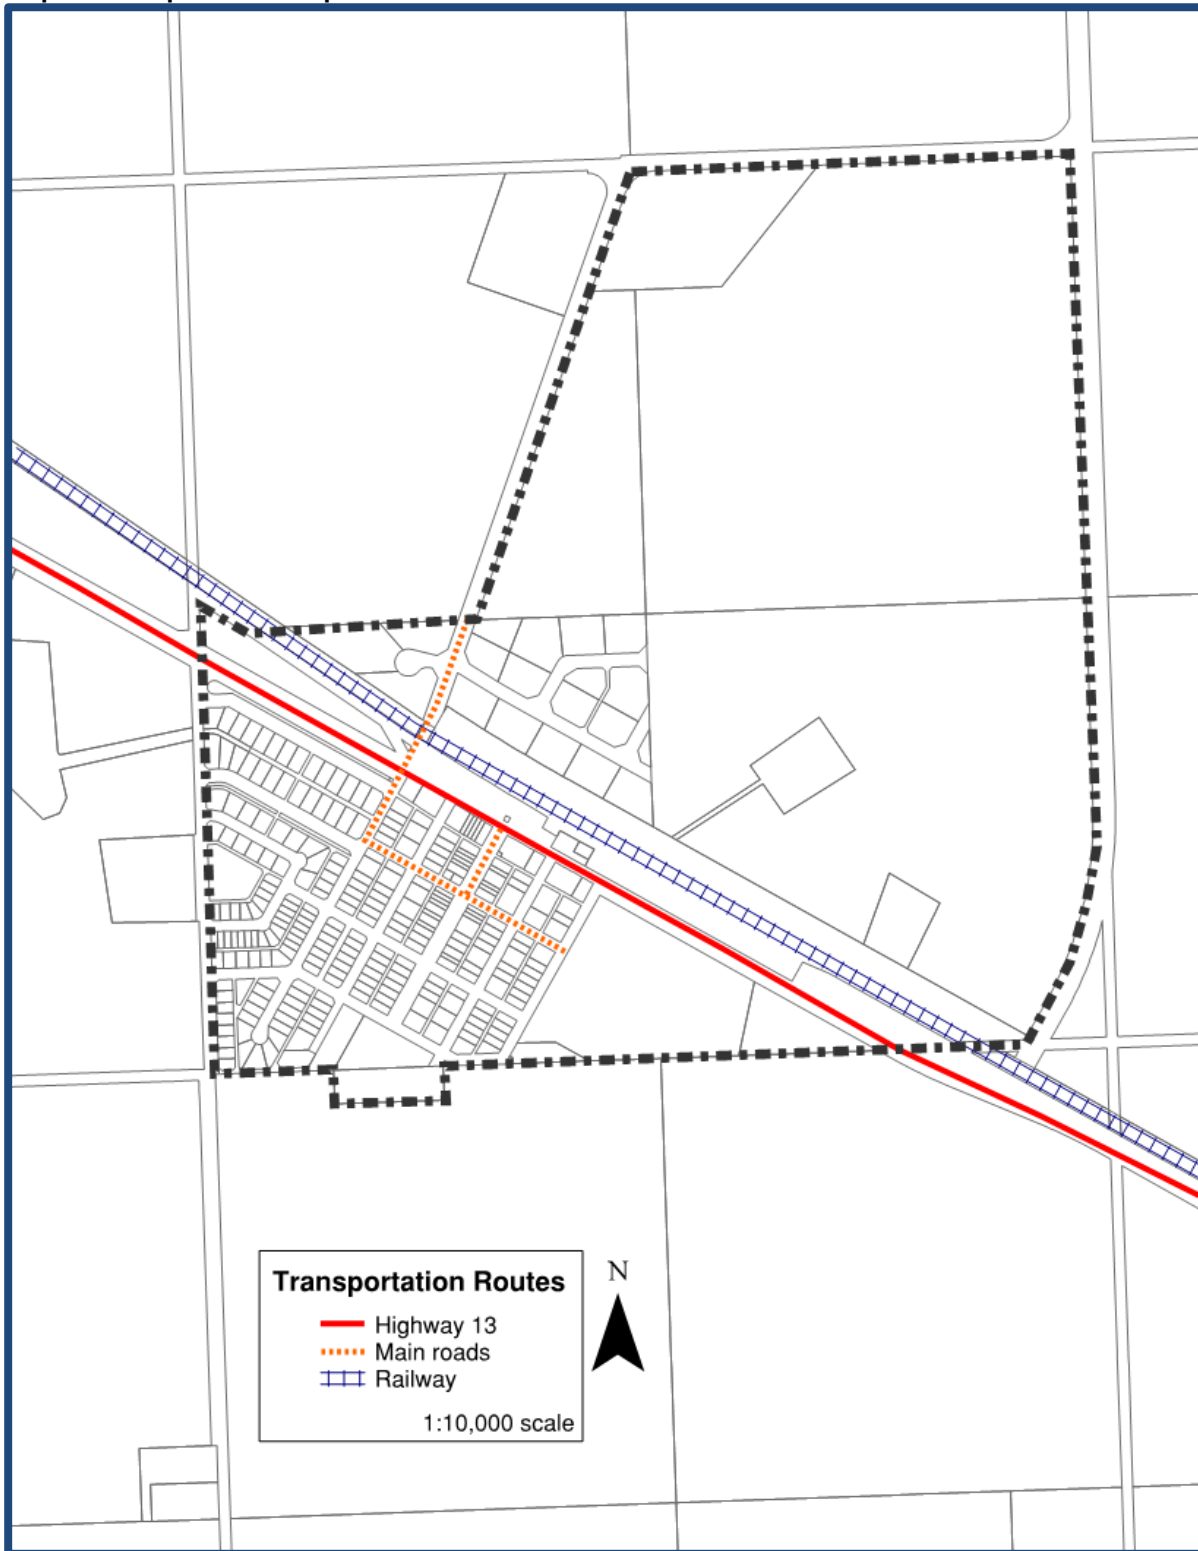 N
Transportation Routes
Highway 13
Main roads
Railway
1:10,000 scale